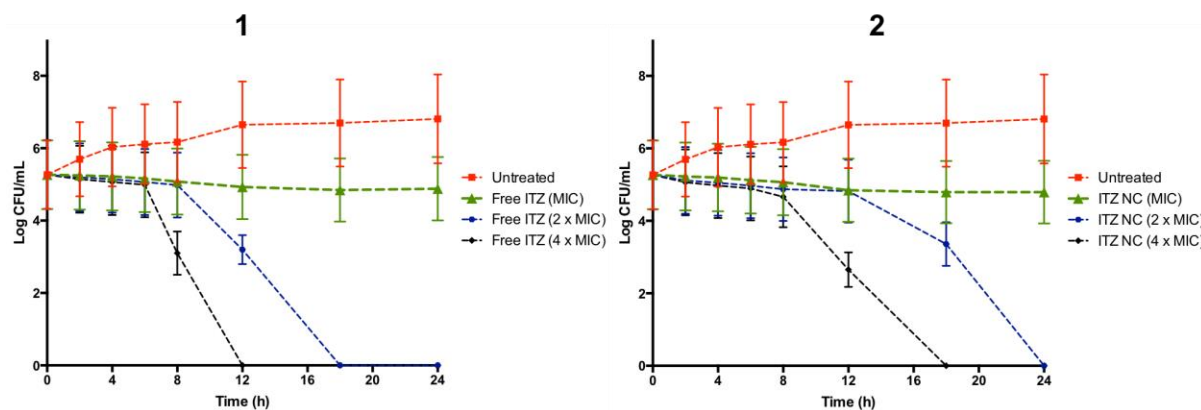 1
8
6
4
2
0
Log CFU/mL
0 4 8 12 16 20 24
Time (h)
Untreated
Free ITZ (MIC)
Free ITZ (2 x MIC)
Free ITZ (4 x MIC)
2
8
6
4
2
0
Log CFU/mL
0 4 8 12 16 20 24
Time (h)
Untreated
ITZ NC (MIC)
ITZ NC (2 x MIC)
ITZ NC (4 x MIC)